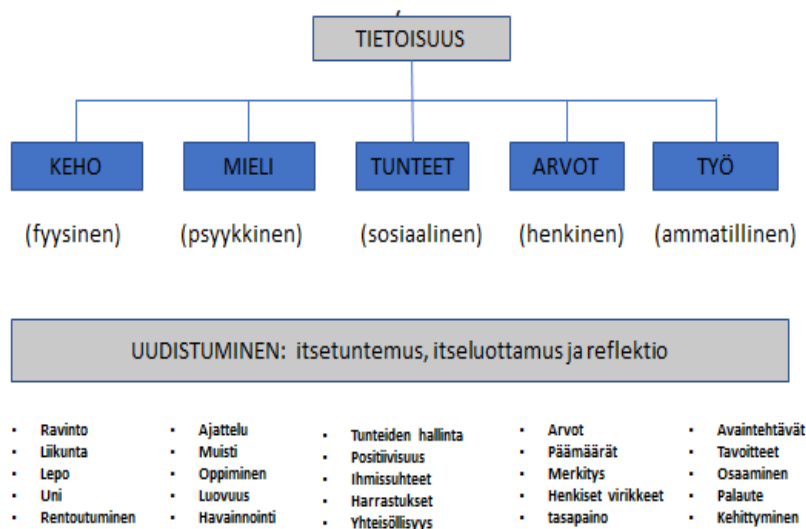 TIETOISUUS
KEHO MIELI TUNTEET ARVOT TYÖ
(fyysinen) (psyykkinen) (sosiaalinen) (henkinen) (ammatillinen)
UUDISTUMINEN: itsetuntemus, itseluottamus ja reflektio
▪ Ravinto
▪ Liikunta
▪ Lepo
▪ Uni
▪ Rentoutuminen
▪ Ajattelu
▪ Muisti
▪ Oppiminen
▪ Luovuus
▪ Havainnointi
▪ Tunteiden hallinta
▪ Positiivisuus
▪ Ihmissuhteet
▪ Harrastukset
▪ Yhteisöllisyys
▪ Arvot
▪ Päämäärät
▪ Merkitys
▪ Henkiset virikkeet
▪ tasapaino
▪ Avaintehtävät
▪ Tavoitteet
▪ Osaaminen
▪ Palaute
▪ Kehittyminen